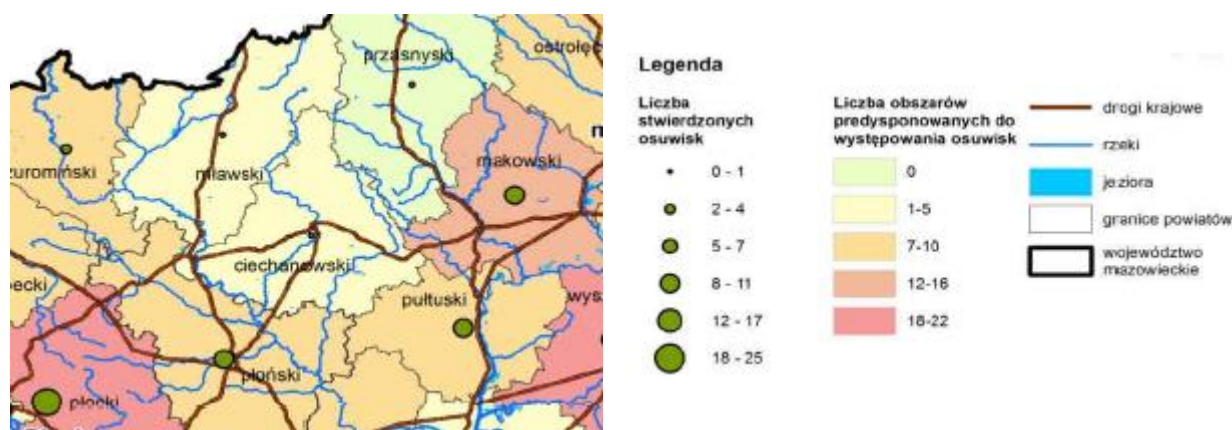 przasnyski
ostrołęc
makowski
żuromiński
mławski
ciechanowski
pułtuski
wys
płoński
płocki
Legenda
Liczba
stwierdzonych
osuwisk
0 - 1
2 - 4
5 - 7
8 - 11
12 - 17
18 - 25
Liczba obszarów
predysponowanych do
występowania osuwisk
0
1-5
7-10
12-16
18-22
drogi krajowe
rzeki
jeziora
granice powiatów
województwo
mazowieckie